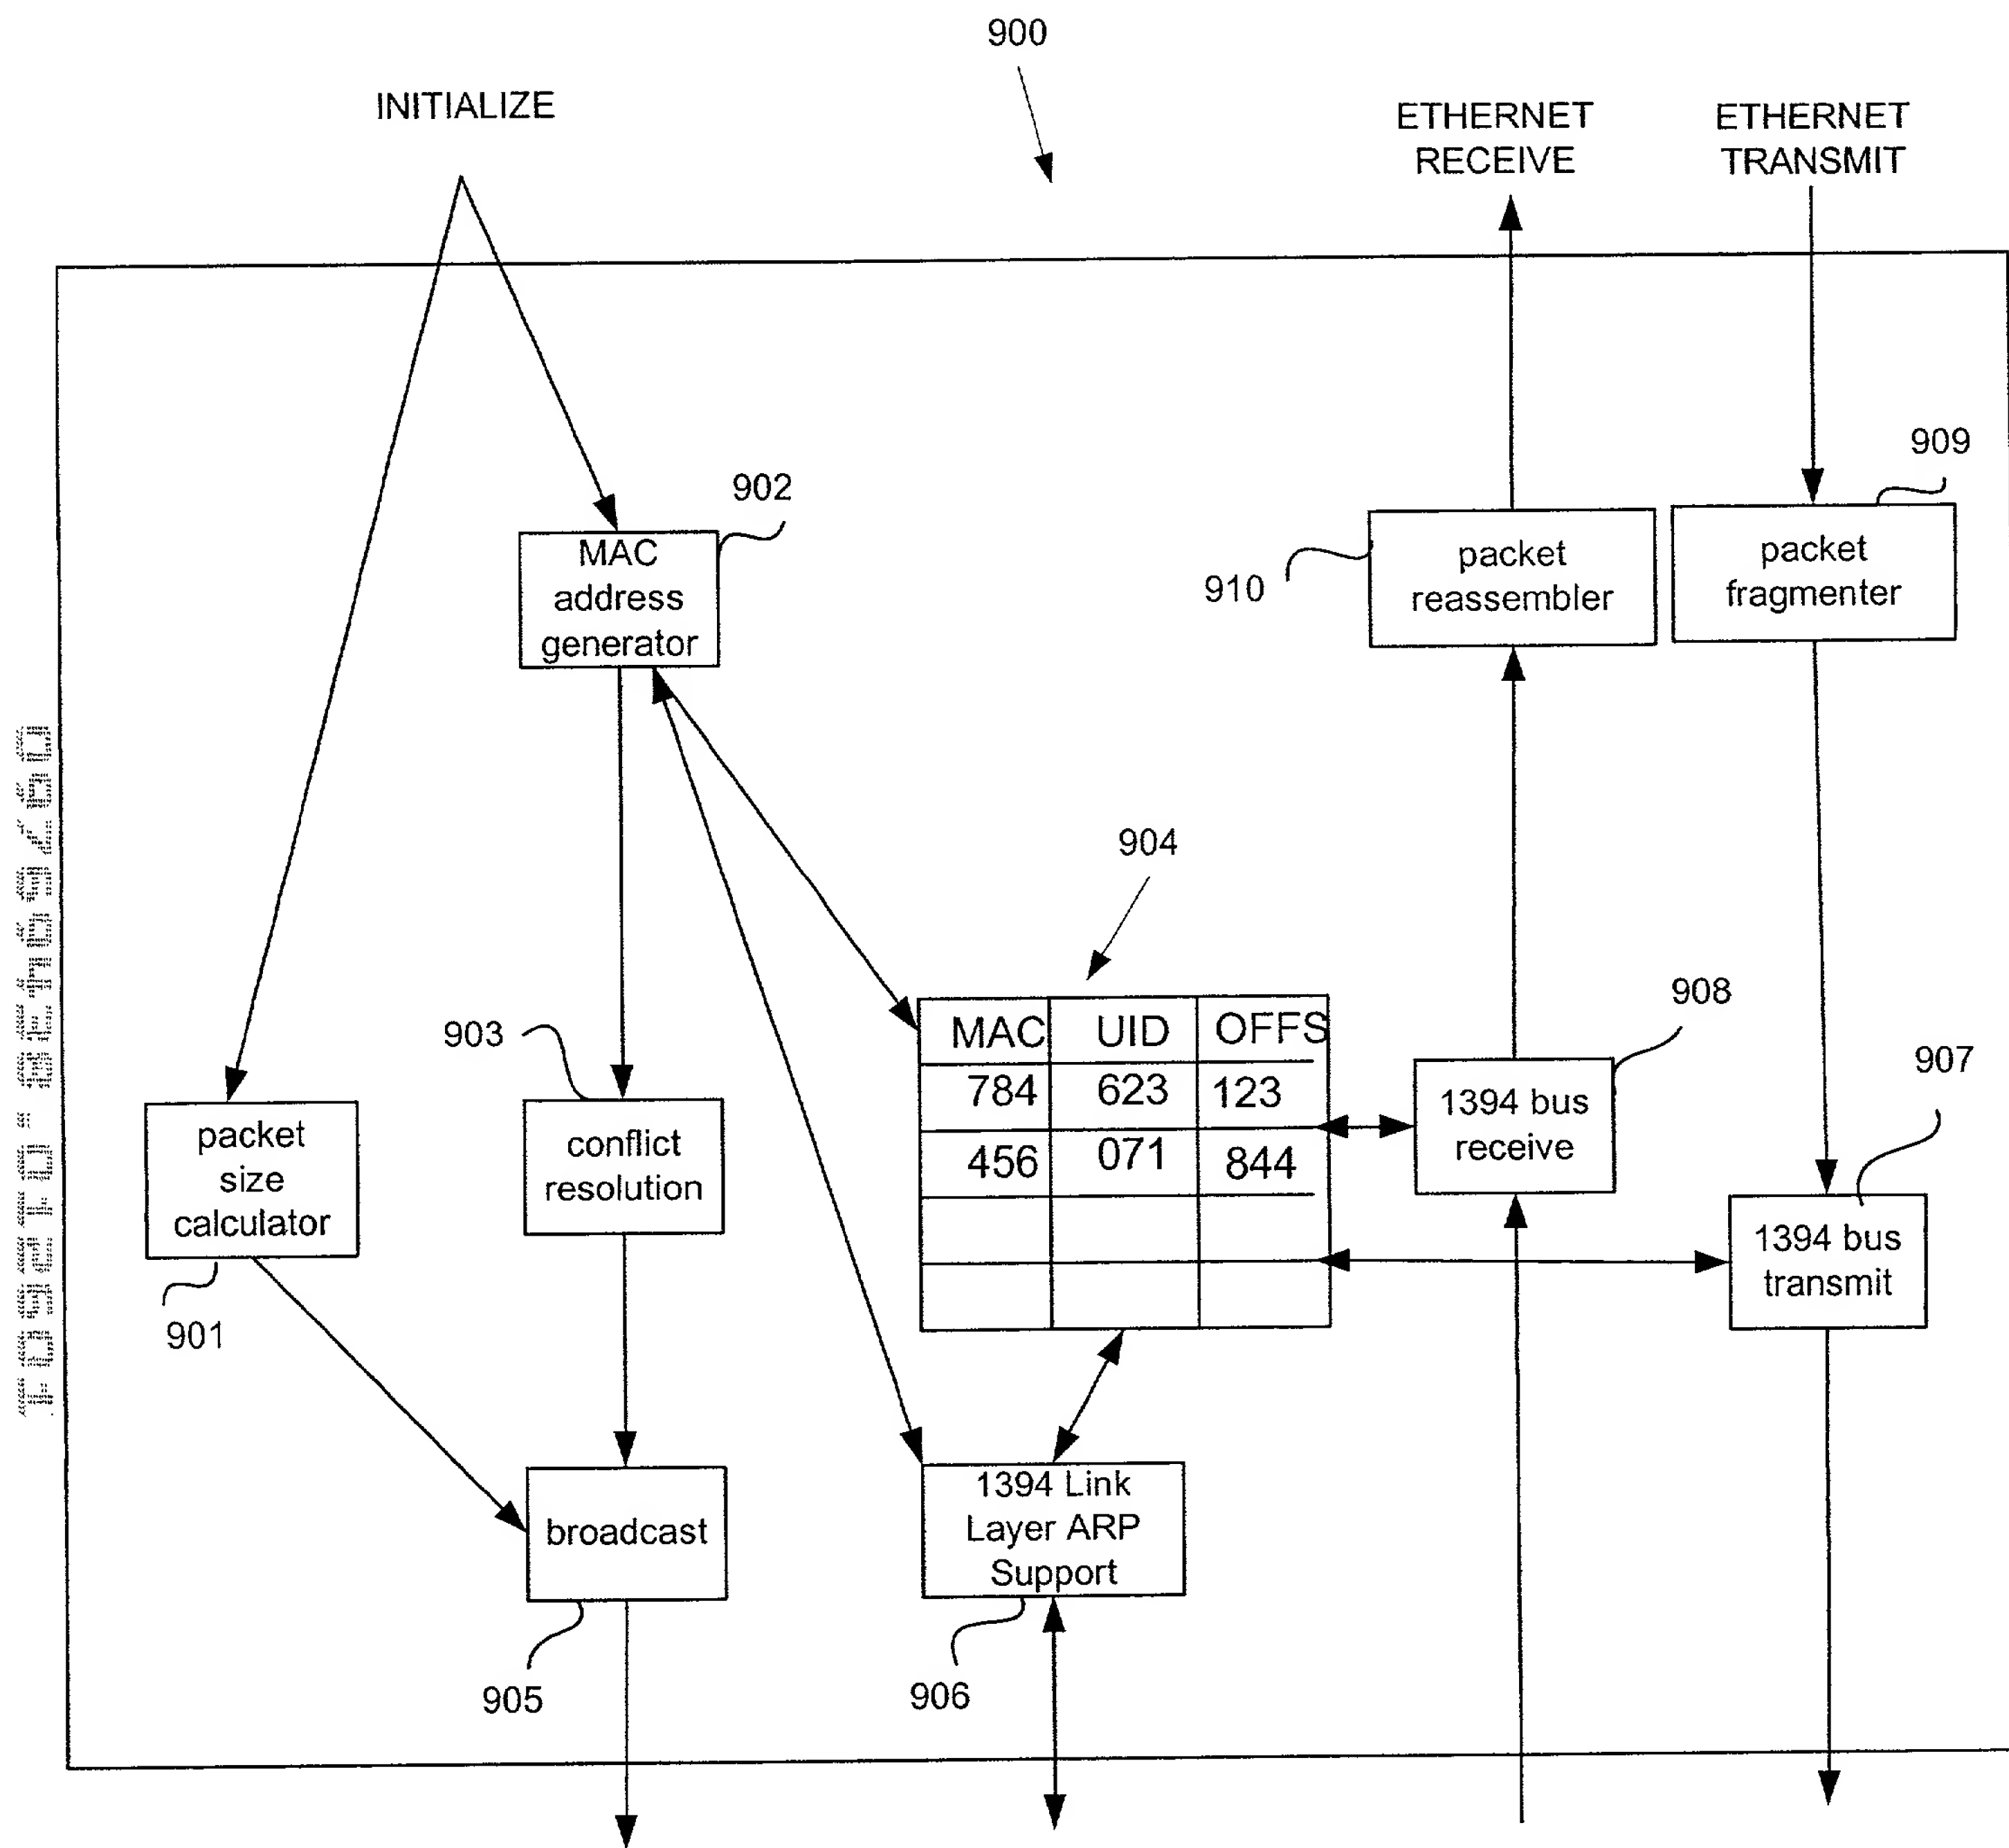 900
INITIALIZE
ETHERNET
RECEIVE
ETHERNET
TRANSMIT
902
MAC
address
generator
910
packet
reassembler
909
packet
fragmenter
904
MAC UID OFFS
784 623 123
456 071 844
908
1394 bus
receive
907
1394 bus
transmit
903
conflict
resolution
packet
size
calculator
901
broadcast
905
1394 Link
Layer ARP
Support
906